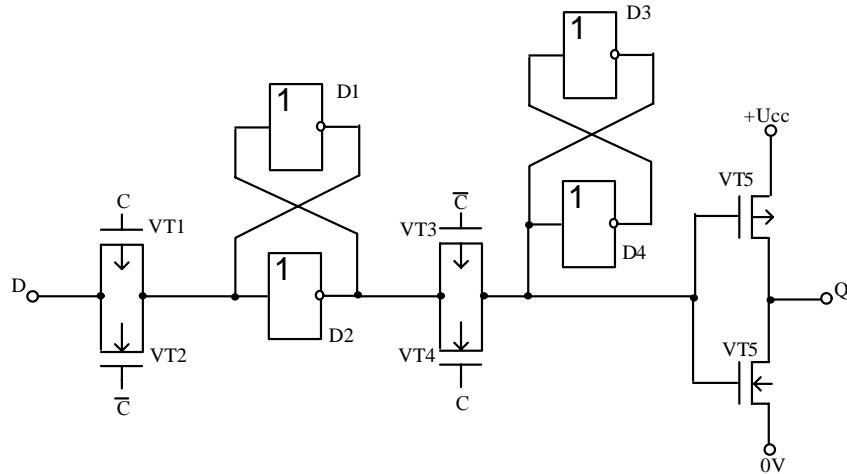 D3
1
D1
1
+Ucc
VT5
C
VT1
C̅
VT3
1
D4
D
1
Q
D2
VT2
VT4
VT5
C̅
C
0V